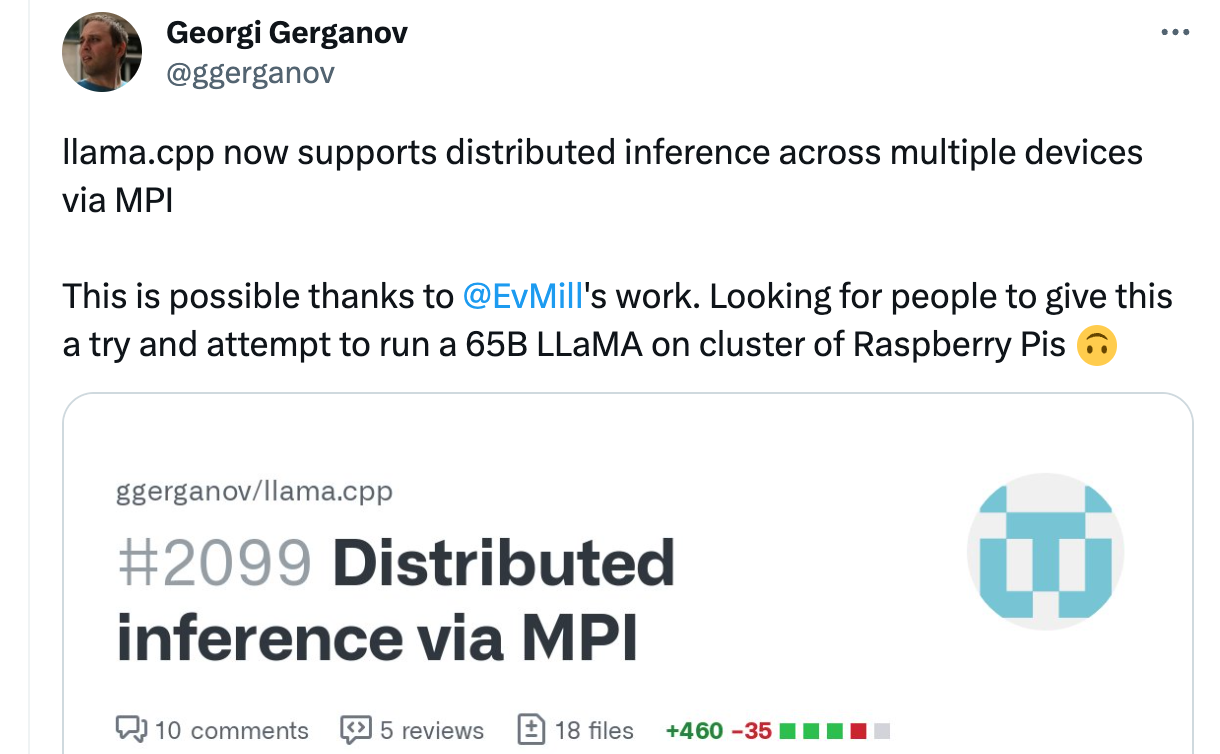 Georgi Gerganov
@ggerganov
llama.cpp now supports distributed inference across multiple devices
via MPI
This is possible thanks to @EvMill's work. Looking for people to give this
a try and attempt to run a 65B LLaMA on cluster of Raspberry Pis 🙃
ggerganov/llama.cpp
#2099 Distributed
inference via MPI
10 comments 5 reviews 18 files +460 −35